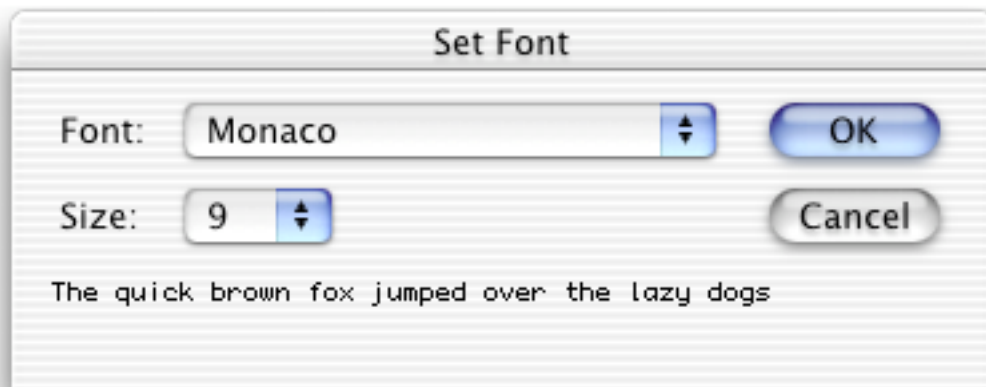 Set Font
Font: Monaco OK
Size: 9 Cancel
The quick brown fox jumped over the lazy dogs